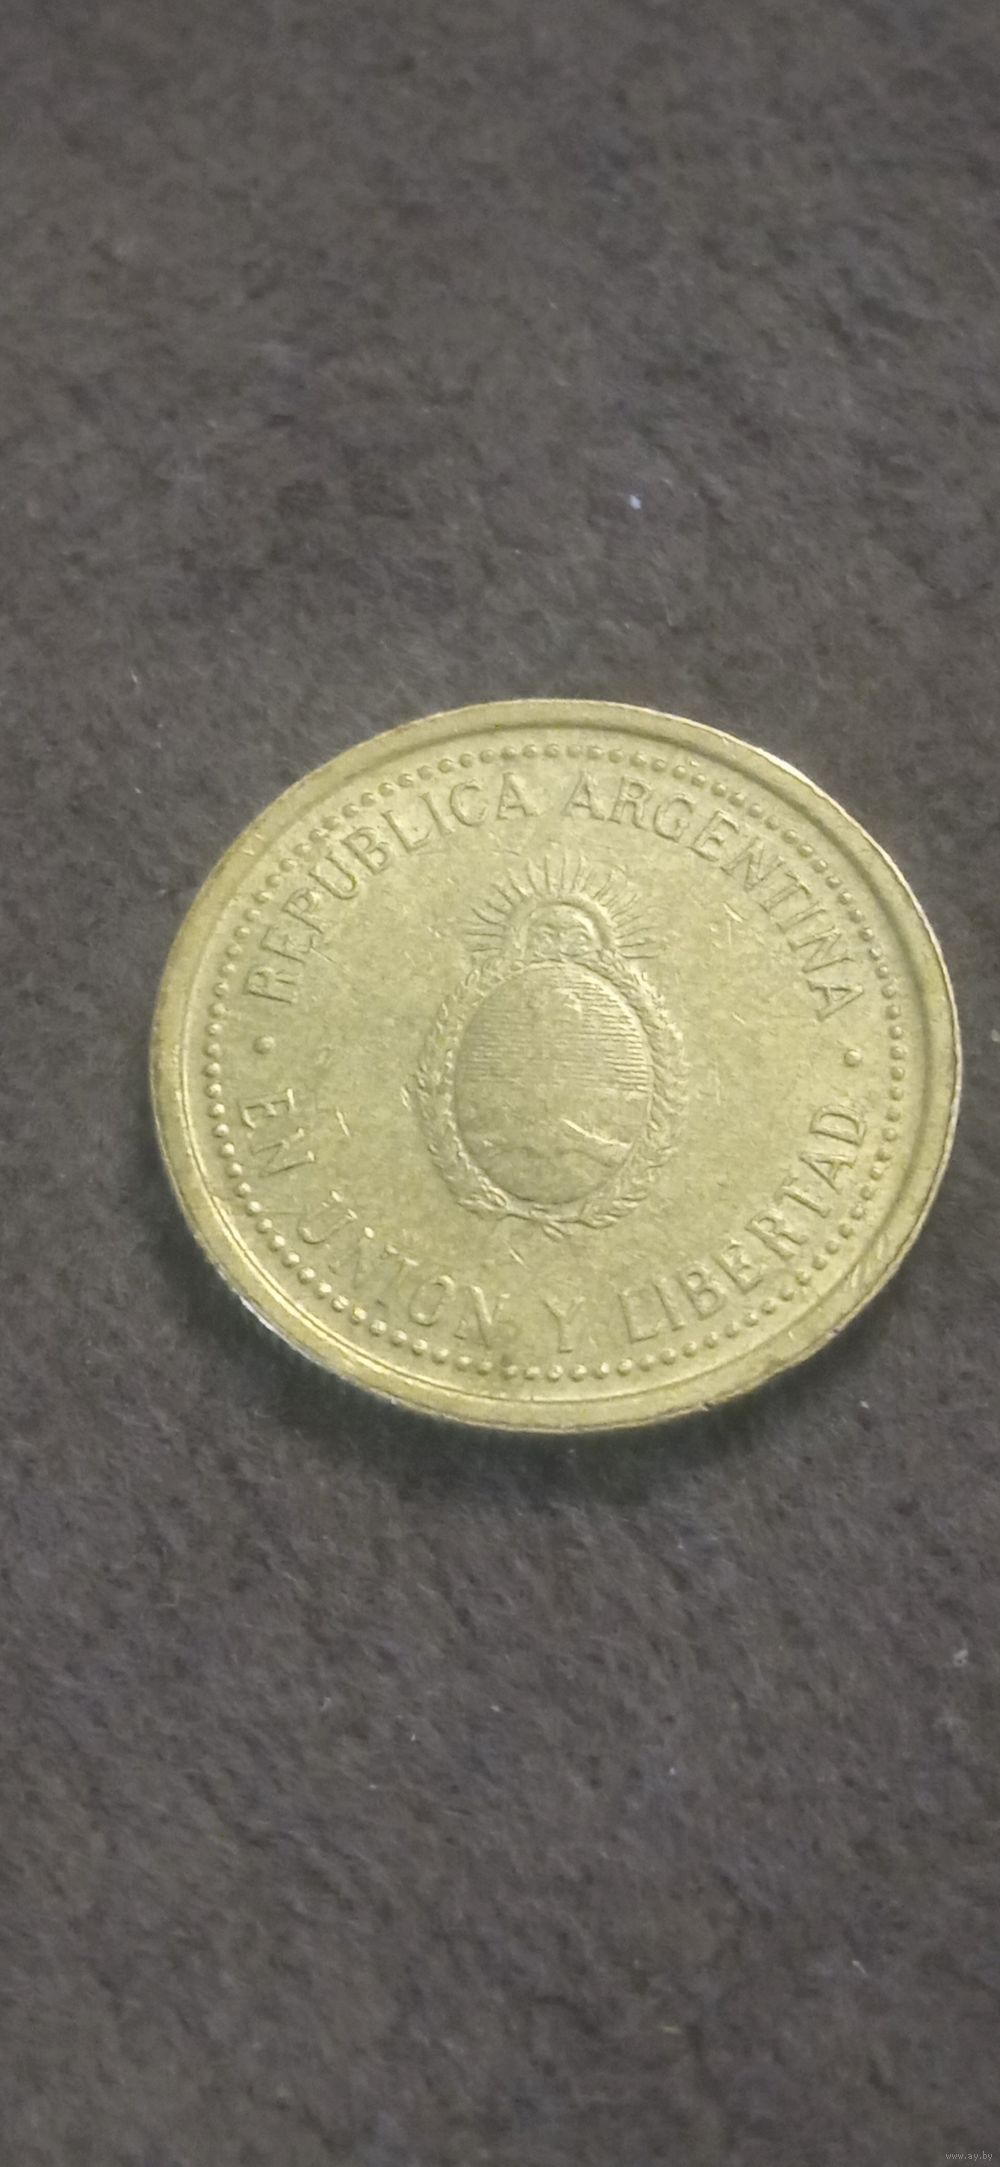 · REPUBLICA ARGENTINA ·
EN UNION Y LIBERTAD
www.ay.by